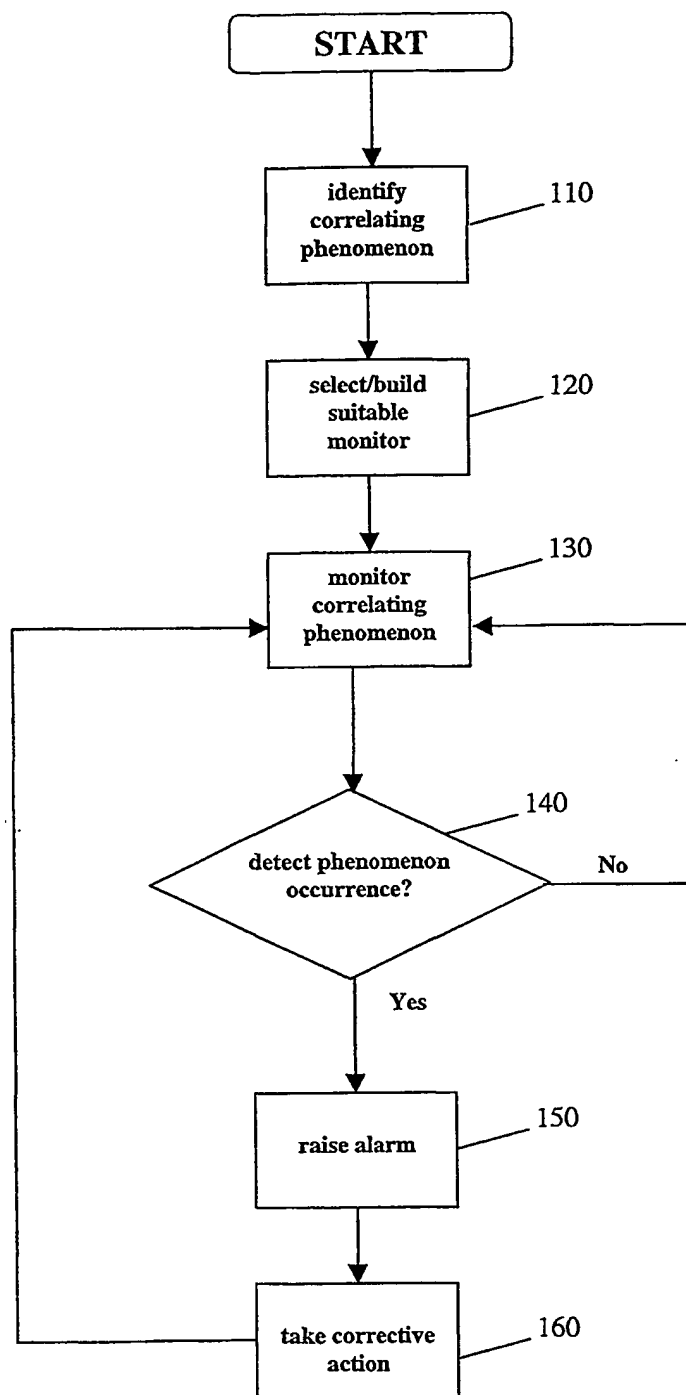 START
identify
correlating
phenomenon
110
select/build
suitable
monitor
120
monitor
correlating
phenomenon
130
detect phenomenon
occurrence?
140
No
Yes
raise alarm
150
take corrective
action
160